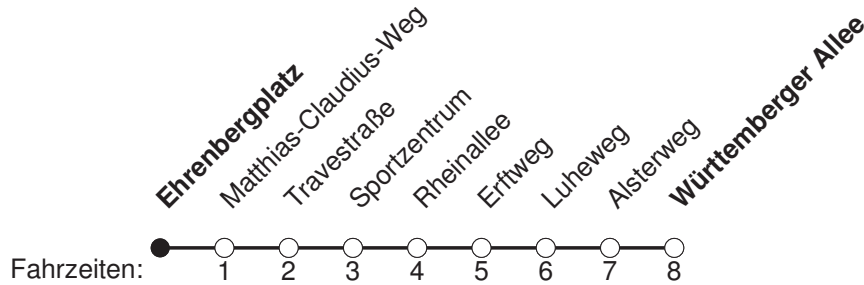 Ehrenbergplatz
Matthias-Claudius-Weg
Travestraße
Sportzentrum
Rheinallee
Erftweg
Luheweg
Alsterweg
Württemberger Allee
Fahrzeiten: 1 2 3 4 5 6 7 8